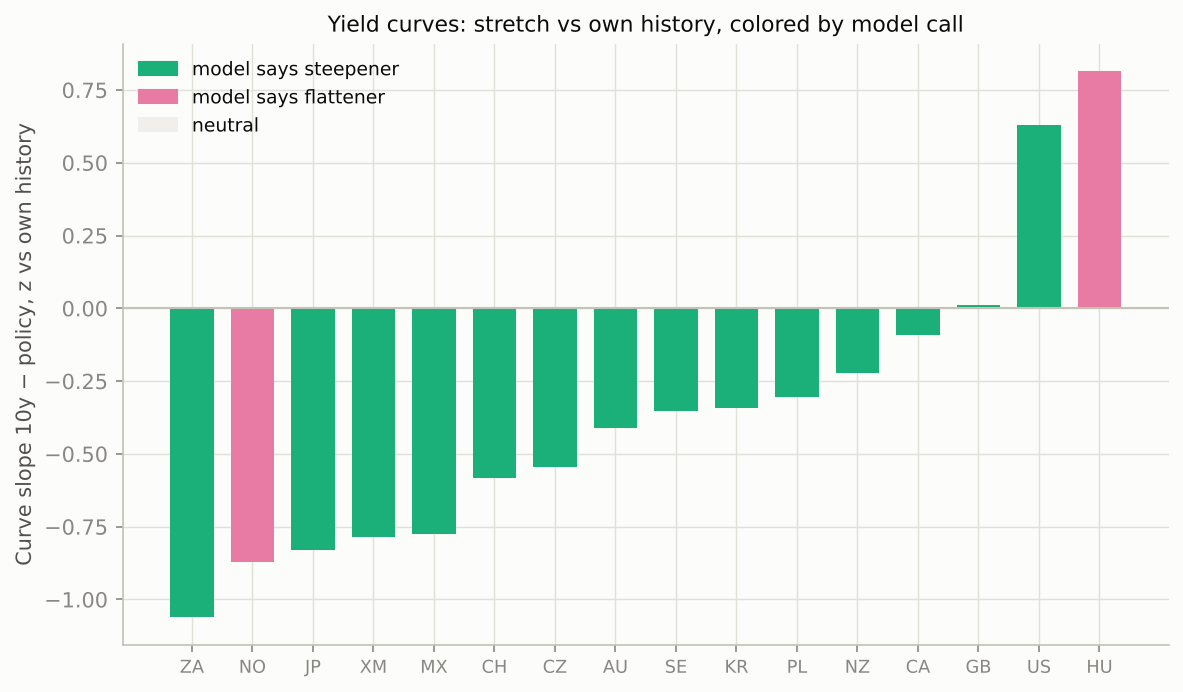 Yield curves: stretch vs own history, colored by model call
model says steepener
model says flattener
neutral
Curve slope 10y − policy, z vs own history
0.75
0.50
0.25
0.00
−0.25
−0.50
−0.75
−1.00
ZA NO JP XM MX CH CZ AU SE KR PL NZ CA GB US HU